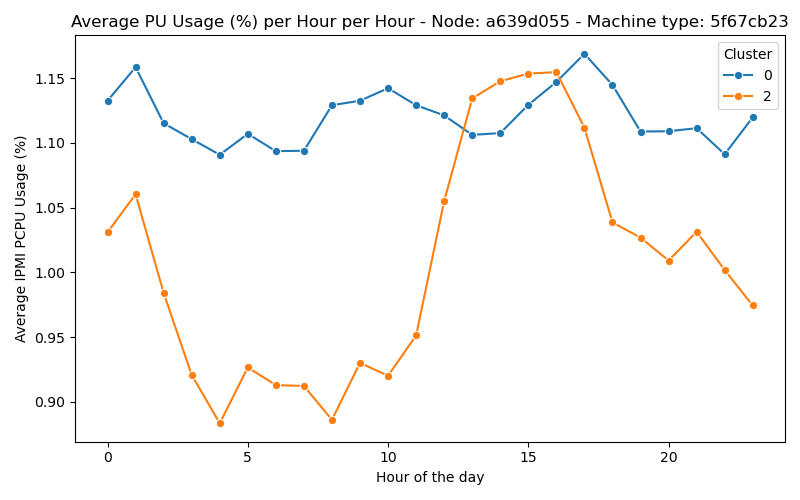 Average PU Usage (%) per Hour per Hour - Node: a639d055 - Machine type: 5f67cb23
Cluster
0
2
1.15
1.10
1.05
1.00
0.95
0.90
Average IPMI PCPU Usage (%)
0 5 10 15 20
Hour of the day